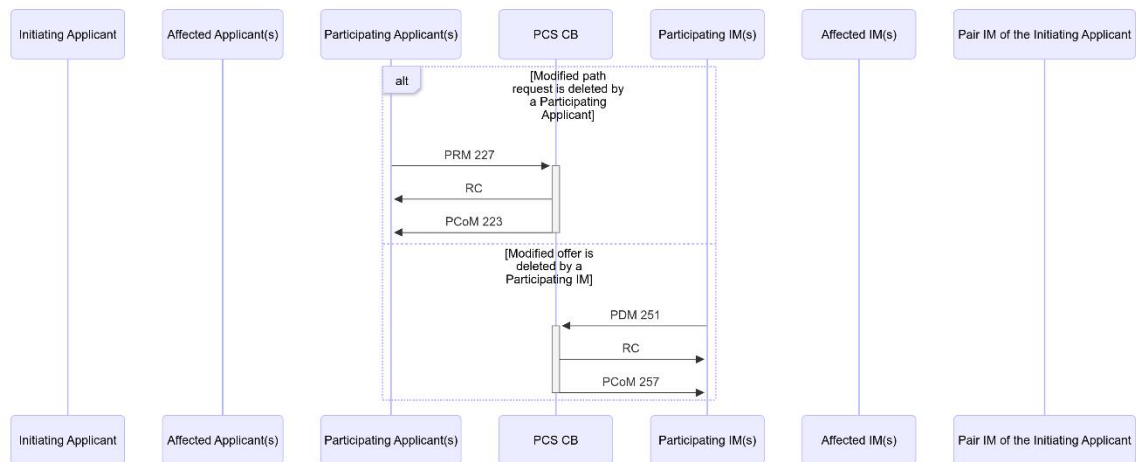 Initiating Applicant
Affected Applicant(s)
Participating Applicant(s)
PCS CB
Participating IM(s)
Affected IM(s)
Pair IM of the Initiating Applicant
alt
[Modified path
request is deleted by
a Participating
Applicant]
PRM 227
RC
PCoM 223
[Modified offer is
deleted by a
Participating IM]
PDM 251
RC
PCoM 257
Initiating Applicant
Affected Applicant(s)
Participating Applicant(s)
PCS CB
Participating IM(s)
Affected IM(s)
Pair IM of the Initiating Applicant